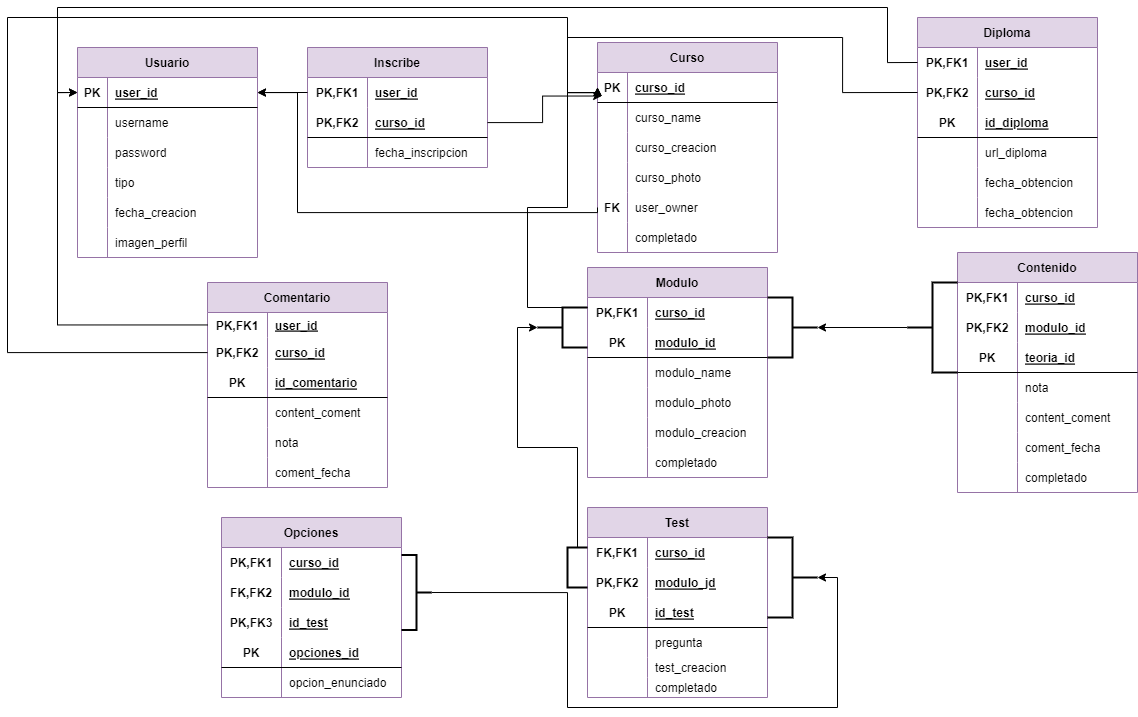 Usuario
PK user_id
username
password
tipo
fecha_creacion
imagen_perfil
Inscribe
PK,FK1 user_id
PK,FK2 curso_id
fecha_inscripcion
Curso
PK curso_id
curso_name
curso_creacion
curso_photo
FK user_owner
completado
Diploma
PK,FK1 user_id
PK,FK2 curso_id
PK id_diploma
url_diploma
fecha_obtencion
fecha_obtencion
Comentario
PK,FK1 user_id
PK,FK2 curso_id
PK id_comentario
content_coment
nota
coment_fecha
Modulo
PK,FK1 curso_id
PK modulo_id
modulo_name
modulo_photo
modulo_creacion
completado
Contenido
PK,FK1 curso_id
PK,FK2 modulo_id
PK teoria_id
nota
content_coment
coment_fecha
completado
Opciones
PK,FK1 curso_id
FK,FK2 modulo_id
PK,FK3 id_test
PK opciones_id
opcion_enunciado
Test
FK,FK1 curso_id
PK,FK2 modulo_jd
PK id_test
pregunta
test_creacion
completado